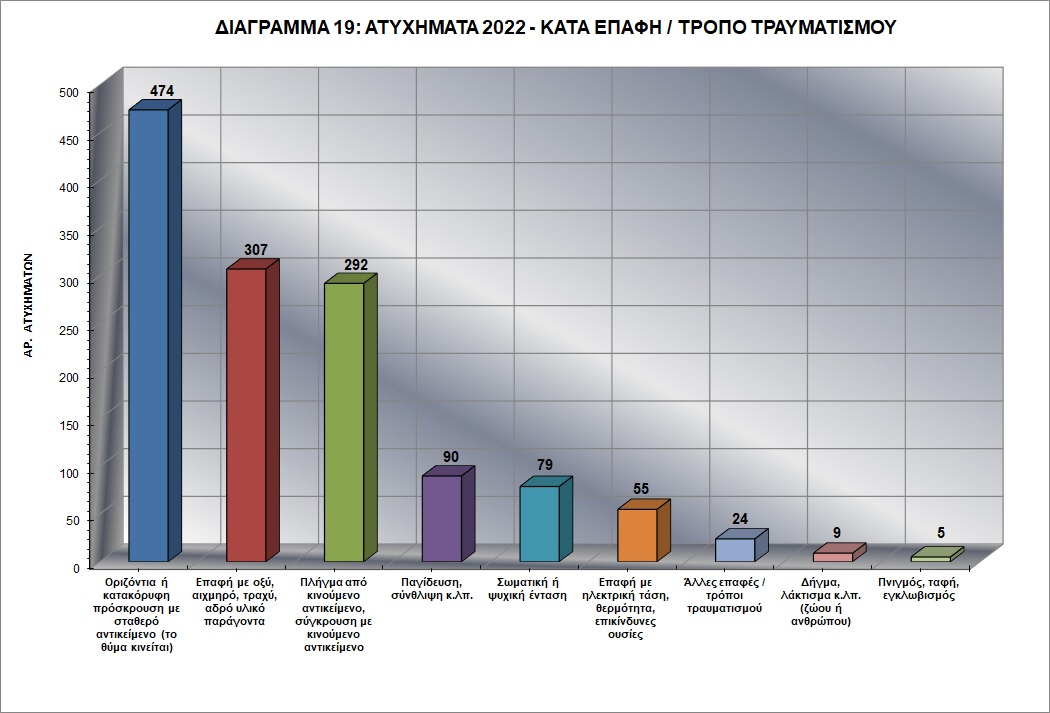 ΔΙΑΓΡΑΜΜΑ 19: ΑΤΥΧΗΜΑΤΑ 2022 - ΚΑΤΑ ΕΠΑΦΗ / ΤΡΟΠΟ ΤΡΑΥΜΑΤΙΣΜΟΥ
ΑΡ. ΑΤΥΧΗΜΑΤΩΝ
500
450
400
350
300
250
200
150
100
50
0
474
307
292
90
79
55
24
9
5
Οριζόντια ή
κατακόρυφη
πρόσκρουση με
σταθερό
αντικείμενο (το
θύμα κινείται)
Επαφή με οξύ,
αιχμηρό, τραχύ,
αδρό υλικό
παράγοντα
Πλήγμα από
κινούμενο
αντικείμενο,
σύγκρουση με
κινούμενο
αντικείμενο
Παγίδευση,
σύνθλιψη κ.λπ.
Σωματική ή
ψυχική ένταση
Επαφή με
ηλεκτρική τάση,
θερμότητα,
επικίνδυνες
ουσίες
Άλλες επαφές /
τρόποι
τραυματισμού
Δήγμα,
λάκτισμα κ.λπ.
(ζώου ή
ανθρώπου)
Πνιγμός, ταφή,
εγκλωβισμός